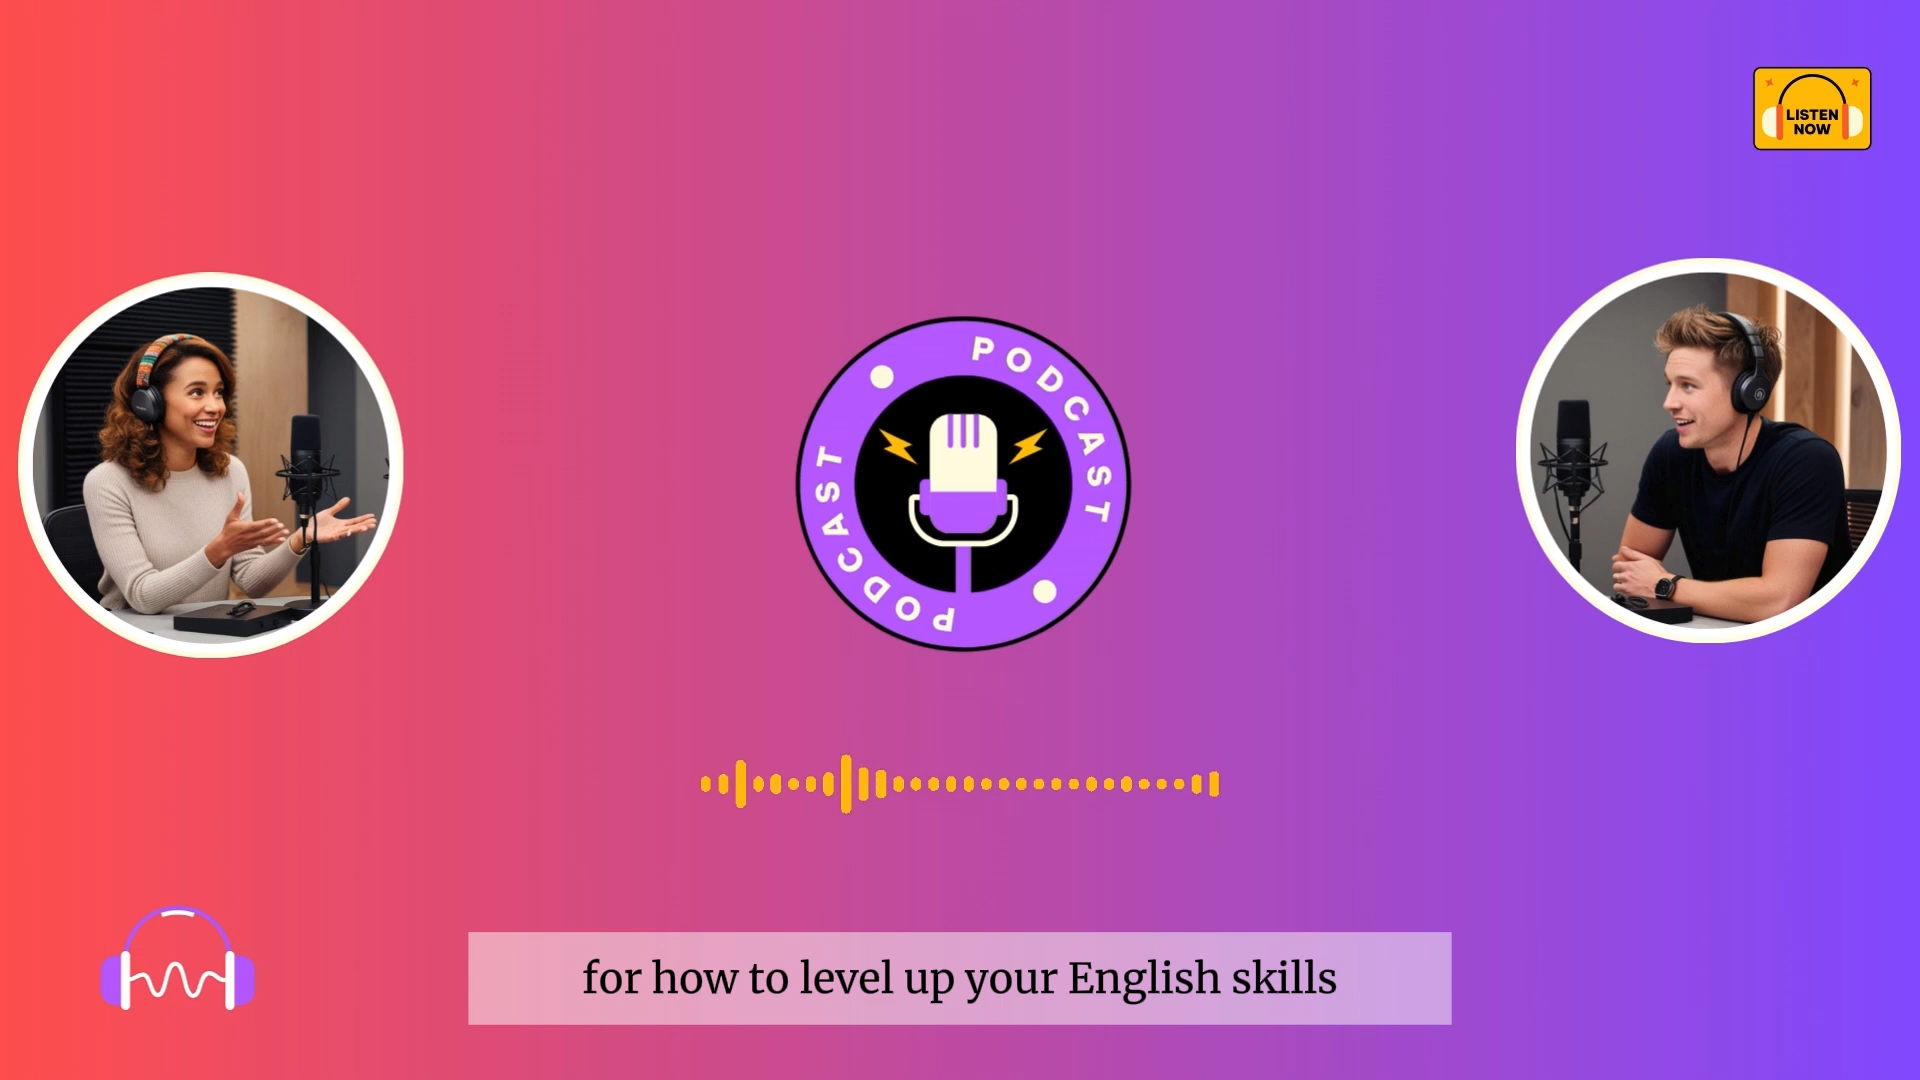 LISTEN
NOW
PODCAST
PODCAST
for how to level up your English skills